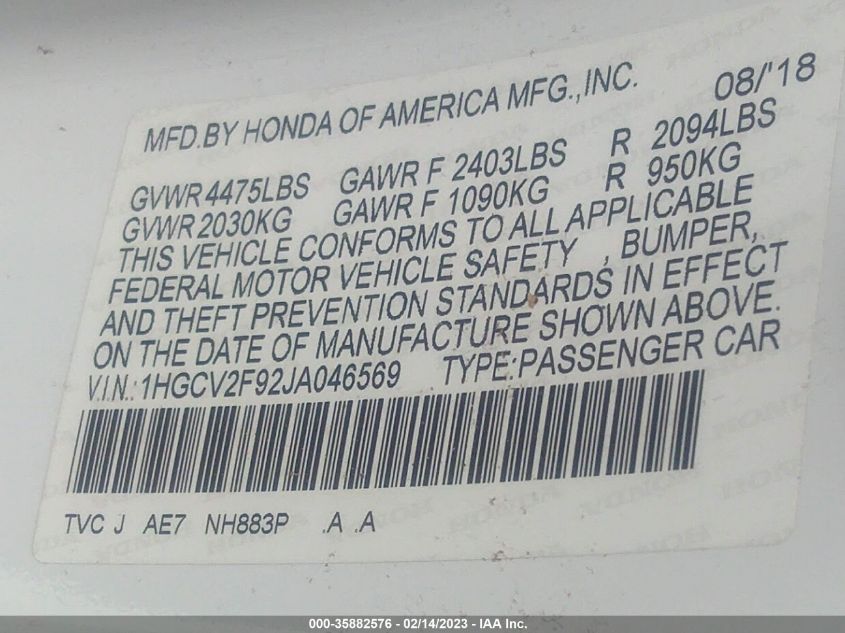 MFD.BY HONDA OF AMERICA MFG.,INC. 08/'18
GVWR 4475LBS GAWR F 2403LBS R 2094LBS
GVWR 2030KG GAWR F 1090KG R 950KG
THIS VEHICLE CONFORMS TO ALL APPLICABLE
FEDERAL MOTOR VEHICLE SAFETY , BUMPER,
AND THEFT PREVENTION STANDARDS IN EFFECT
ON THE DATE OF MANUFACTURE SHOWN ABOVE.
V.I.N.: 1HGCV2F92JA046569 TYPE:PASSENGER CAR
TVC J AE7 NH883P .A .A
000-35882576 - 02/14/2023 - IAA Inc.